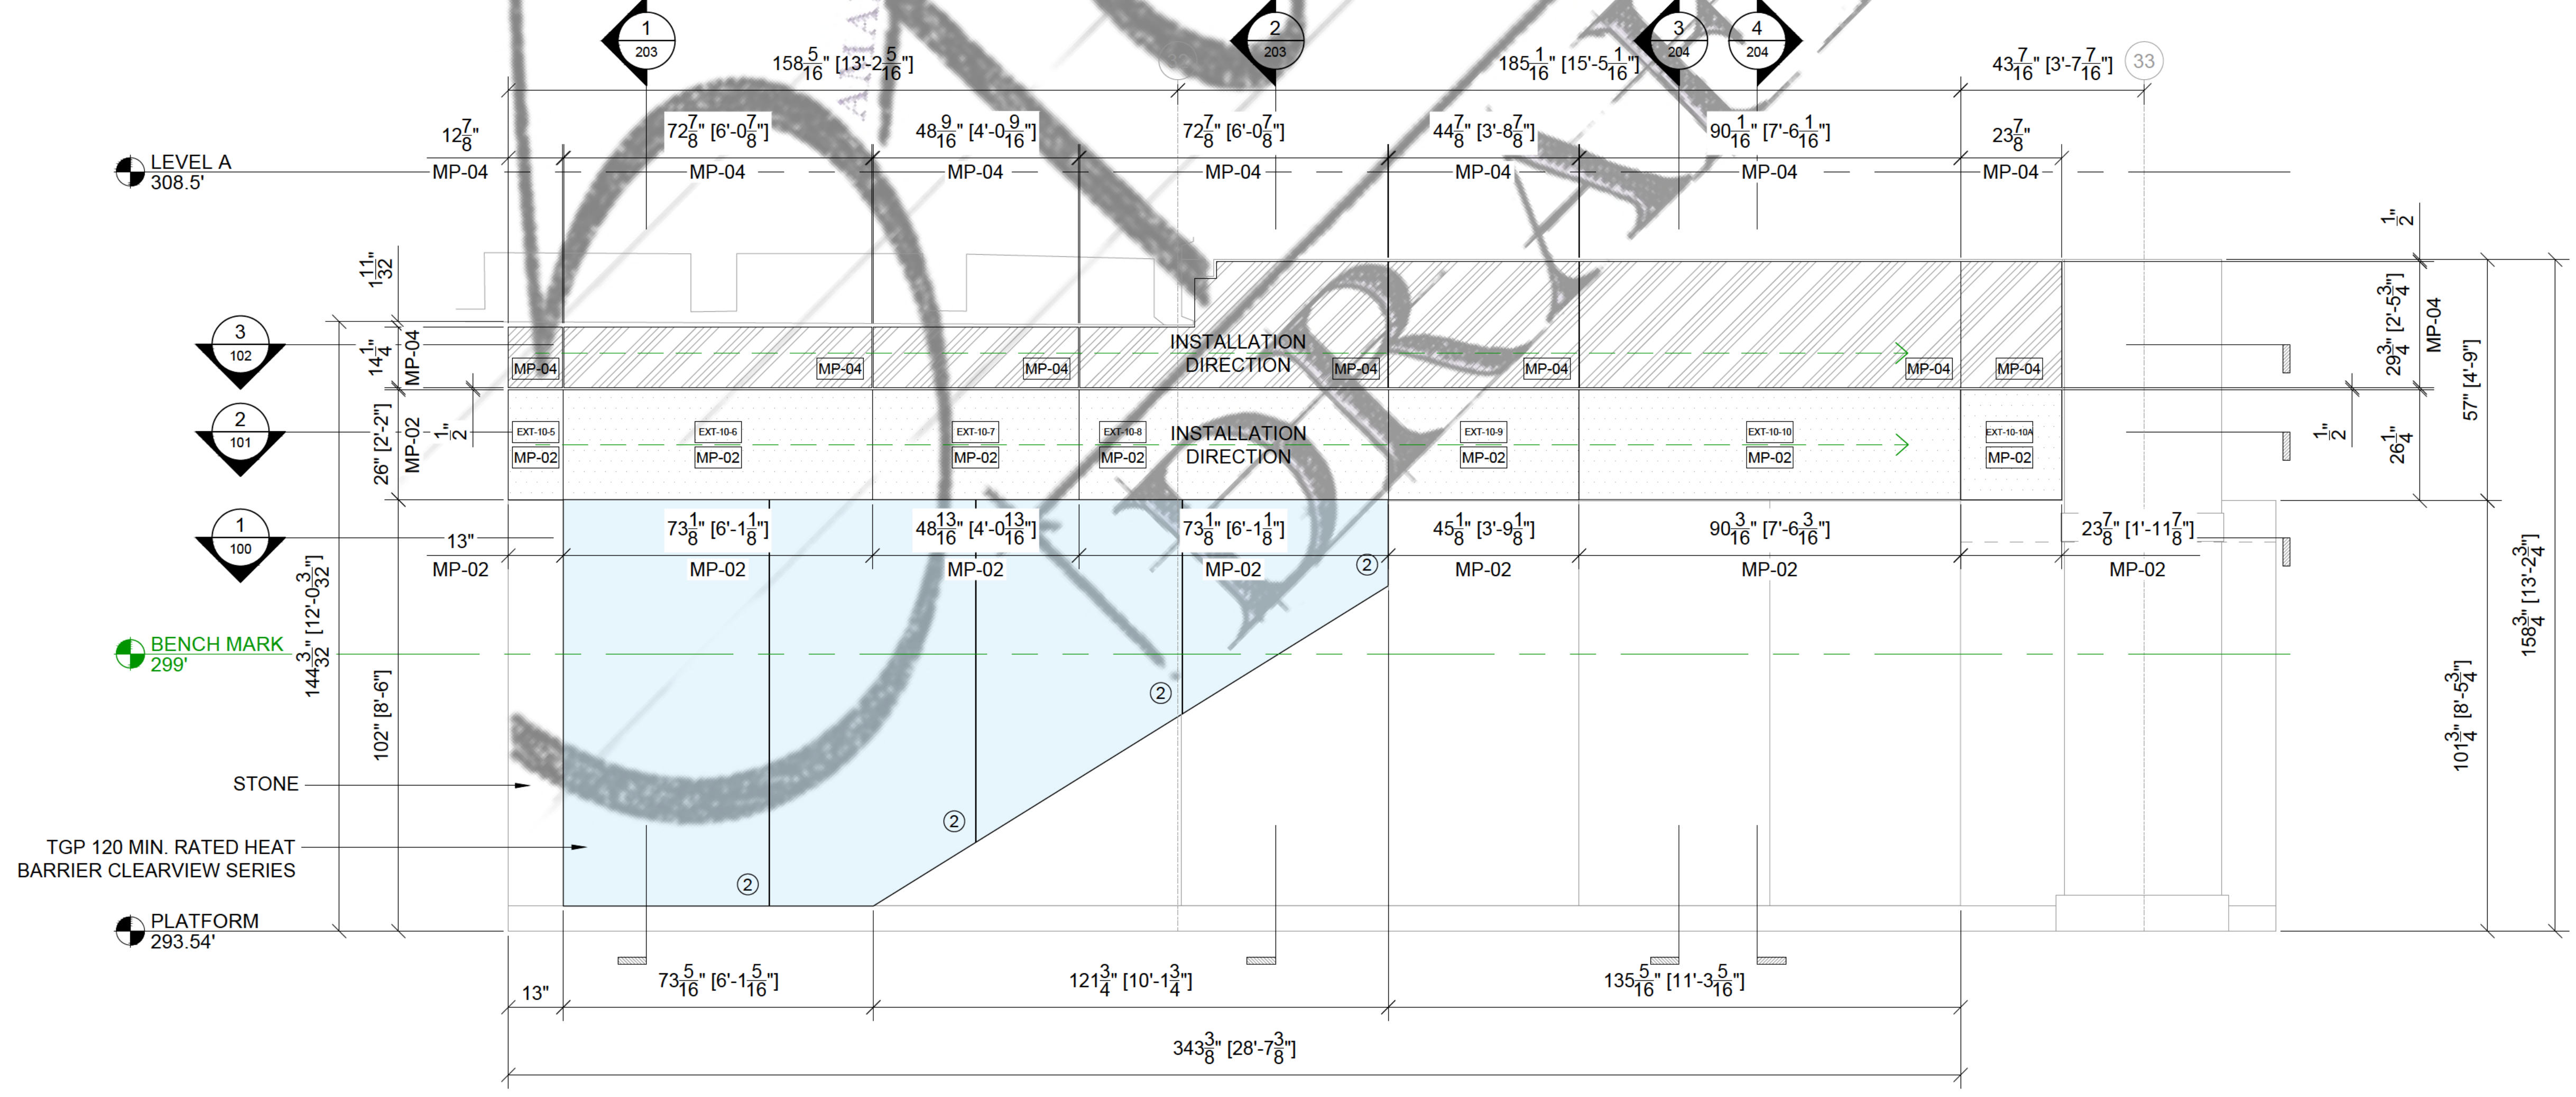 1
203
2
203
3
204
4
204
158 5/16" [13'-2 5/16"]
185 1/16" [15'-5 1/16"]
43 7/16" [3'-7 7/16"]
33
12 7/8"
72 7/8" [6'-0 7/8"]
48 9/16" [4'-0 9/16"]
72 7/8" [6'-0 7/8"]
44 7/8" [3'-8 7/8"]
90 1/16" [7'-6 1/16"]
23 7/8"
LEVEL A
308.5'
MP-04
MP-04
MP-04
MP-04
MP-04
MP-04
MP-04
1 11/32"
14 1/4"
MP-04
1/2"
29 3/4" [2'-5 3/4"]
MP-04
57" [4'-9"]
3
102
INSTALLATION
DIRECTION
MP-04
MP-04
MP-04
MP-04
MP-04
MP-04
MP-04
2
101
26" [2'-2"]
MP-02
1/2"
EXT-10-5
EXT-10-6
EXT-10-7
EXT-10-8
INSTALLATION
DIRECTION
EXT-10-9
EXT-10-10
EXT-10-10A
MP-02
MP-02
MP-02
MP-02
MP-02
MP-02
MP-02
1/2"
26 1/4"
1
100
13"
73 1/8" [6'-1 1/8"]
48 13/16" [4'-0 13/16"]
73 1/8" [6'-1 1/8"]
45 1/8" [3'-9 1/8"]
90 3/16" [7'-6 3/16"]
23 7/8" [1'-11 7/8"]
MP-02
MP-02
MP-02
MP-02
MP-02
MP-02
MP-02
144 3/32" [12'-0 3/32"]
102" [8'-6"]
2
2
2
2
101 3/4" [8'-5 3/4"]
158 3/4" [13'-2 3/4"]
BENCH MARK
299'
STONE
TGP 120 MIN. RATED HEAT
BARRIER CLEARVIEW SERIES
PLATFORM
293.54'
13"
73 5/16" [6'-1 5/16"]
121 3/4" [10'-1 3/4"]
135 5/16" [11'-3 5/16"]
343 3/8" [28'-7 3/8"]